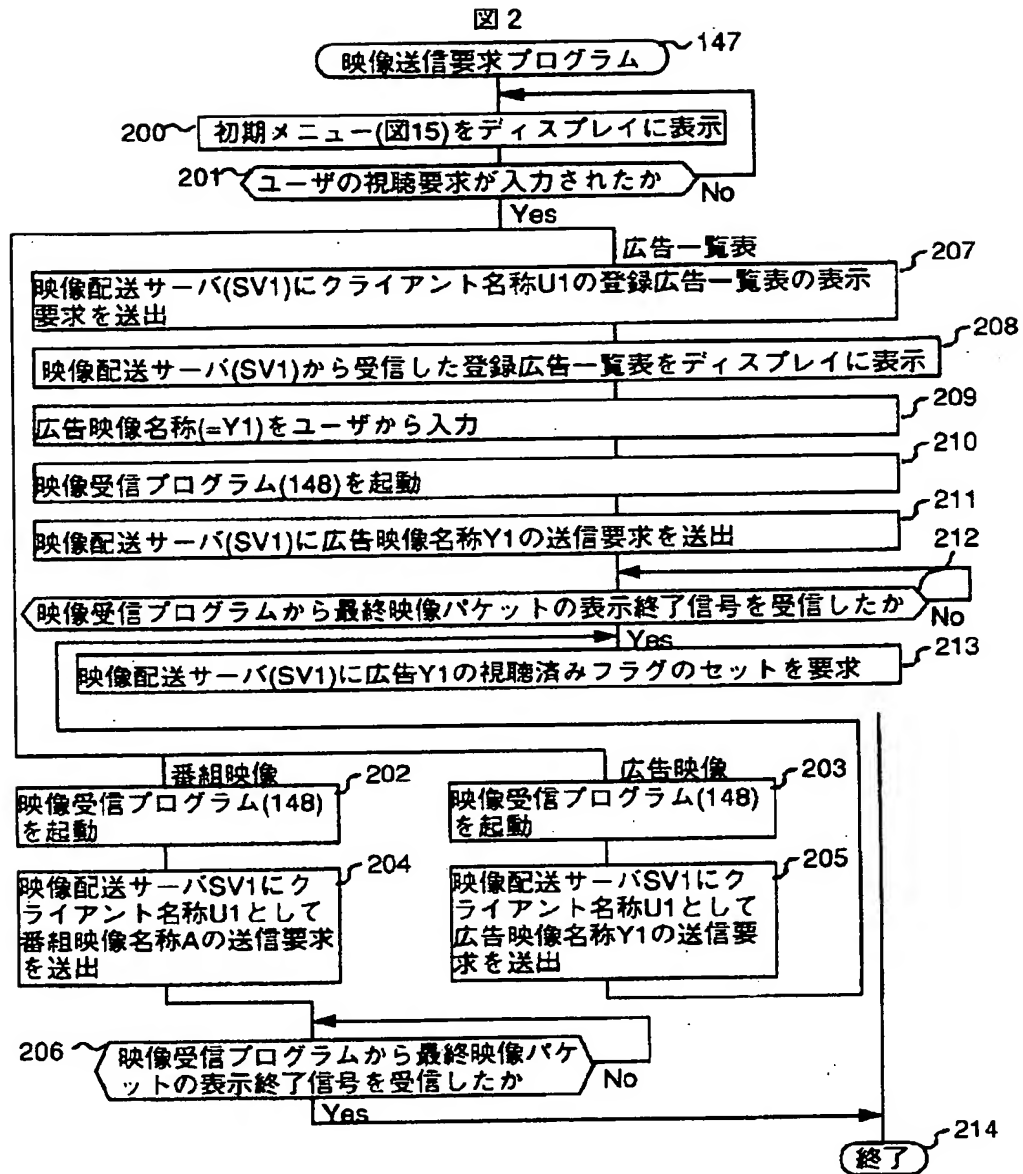 図 2
映像送信要求プログラム
147
200
初期メニュー(図15)をディスプレイに表示
201
ユーザの視聴要求が入力されたか
No
Yes
広告一覧表
207
映像配送サーバ(SV1)にクライアント名称U1の登録広告一覧表の表示
要求を送出
208
映像配送サーバ(SV1)から受信した登録広告一覧表をディスプレイに表示
209
広告映像名称(=Y1)をユーザから入力
210
映像受信プログラム(148)を起動
211
映像配送サーバ(SV1)に広告映像名称Y1の送信要求を送出
212
映像受信プログラムから最終映像パケットの表示終了信号を受信したか
No
Yes
213
映像配送サーバ(SV1)に広告Y1の視聴済みフラグのセットを要求
番組映像
202
映像受信プログラム(148)
を起動
広告映像
203
映像受信プログラム(148)
を起動
204
映像配送サーバSV1にク
ライアント名称U1として
番組映像名称Aの送信要求
を送出
205
映像配送サーバSV1にク
ライアント名称U1として
広告映像名称Y1の送信要
求を送出
206
映像受信プログラムから最終映像パケ
ットの表示終了信号を受信したか
No
Yes
214
終了